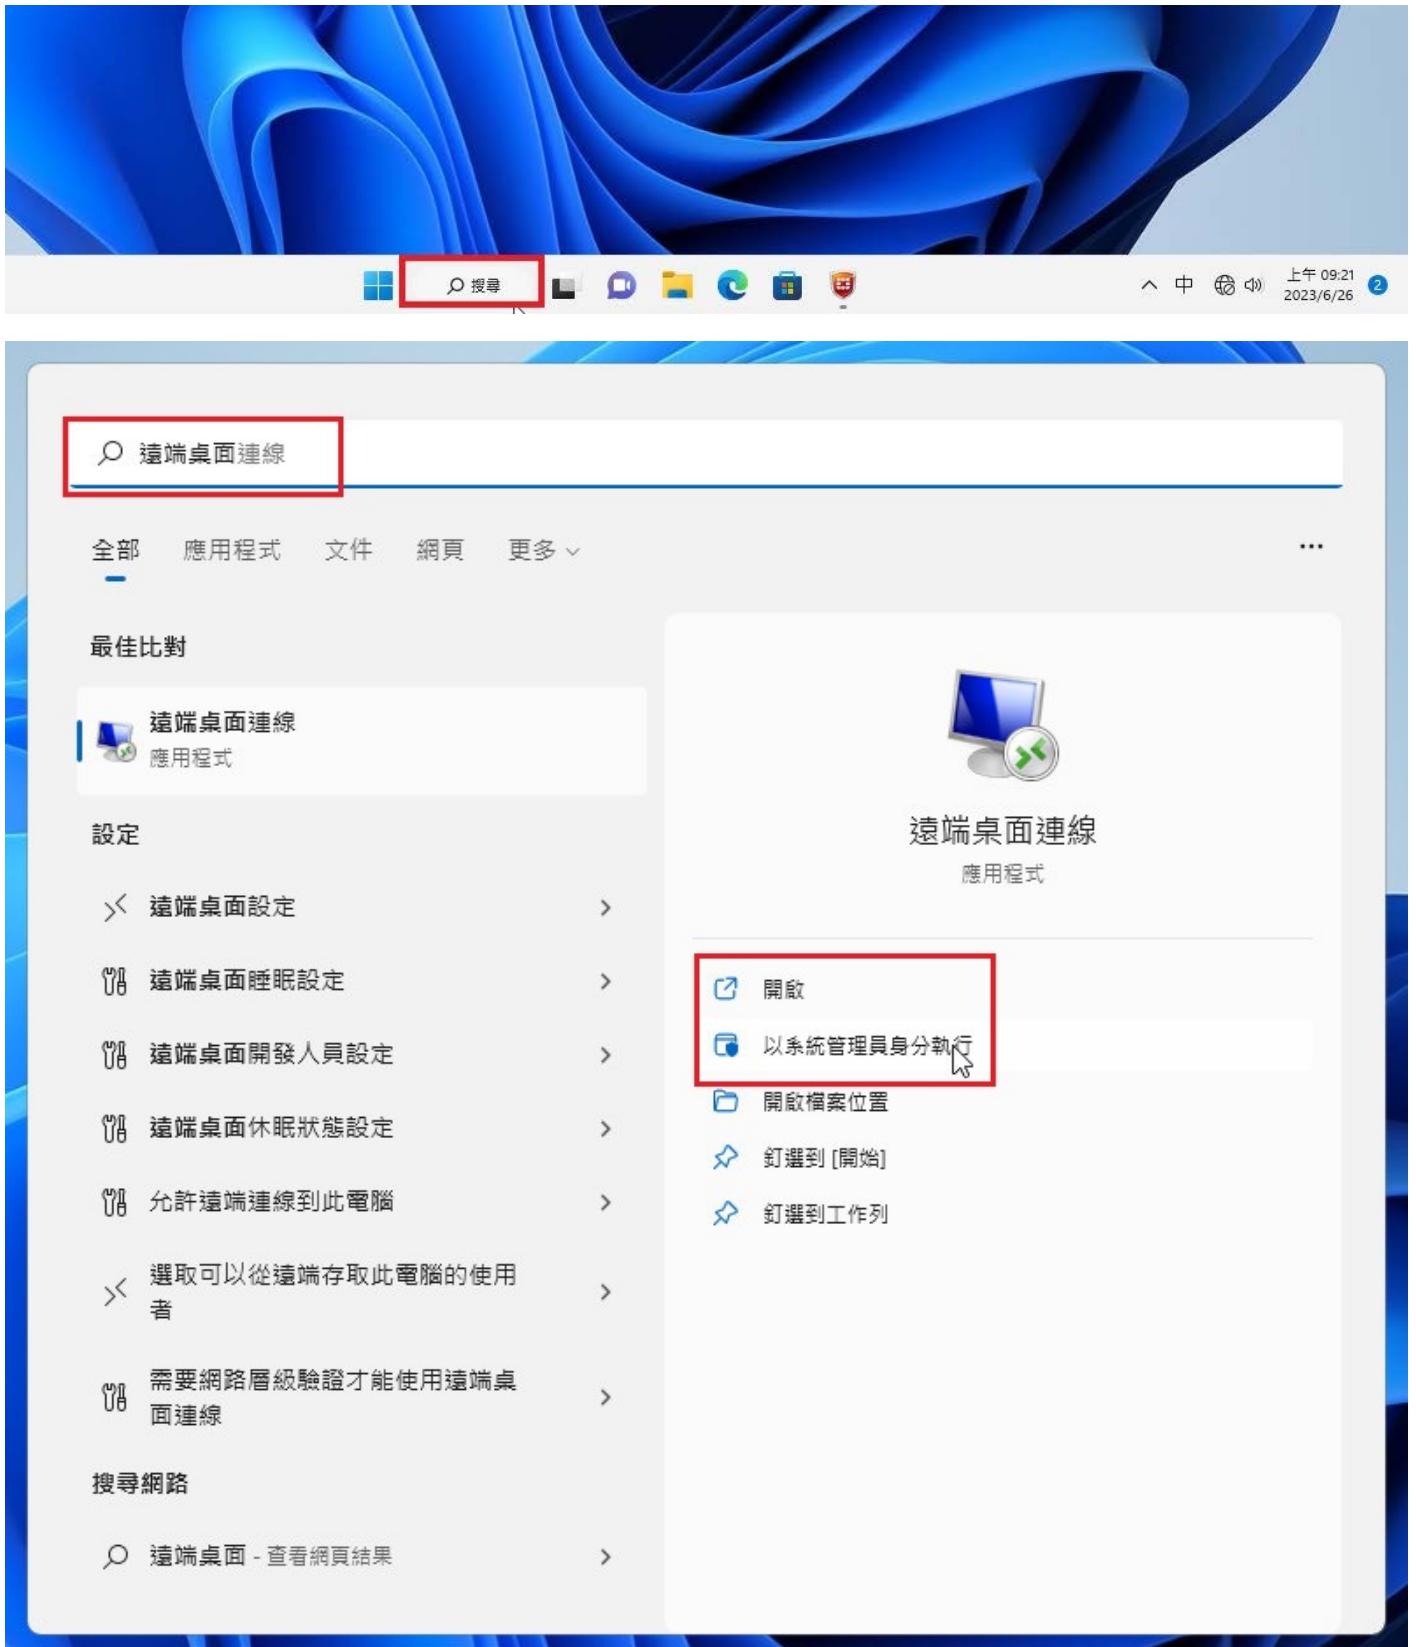 搜尋
中
上午 09:21
2023/6/26
2
遠端桌面連線
全部 應用程式 文件 網頁 更多
最佳比對
遠端桌面連線
應用程式
設定
遠端桌面設定
遠端桌面睡眠設定
遠端桌面開發人員設定
遠端桌面休眠狀態設定
允許遠端連線到此電腦
選取可以從遠端存取此電腦的使用
者
需要網路層級驗證才能使用遠端桌
面連線
搜尋網路
遠端桌面 - 查看網頁結果
遠端桌面連線
應用程式
開啟
以系統管理員身分執行
開啟檔案位置
釘選到 [開始]
釘選到工作列